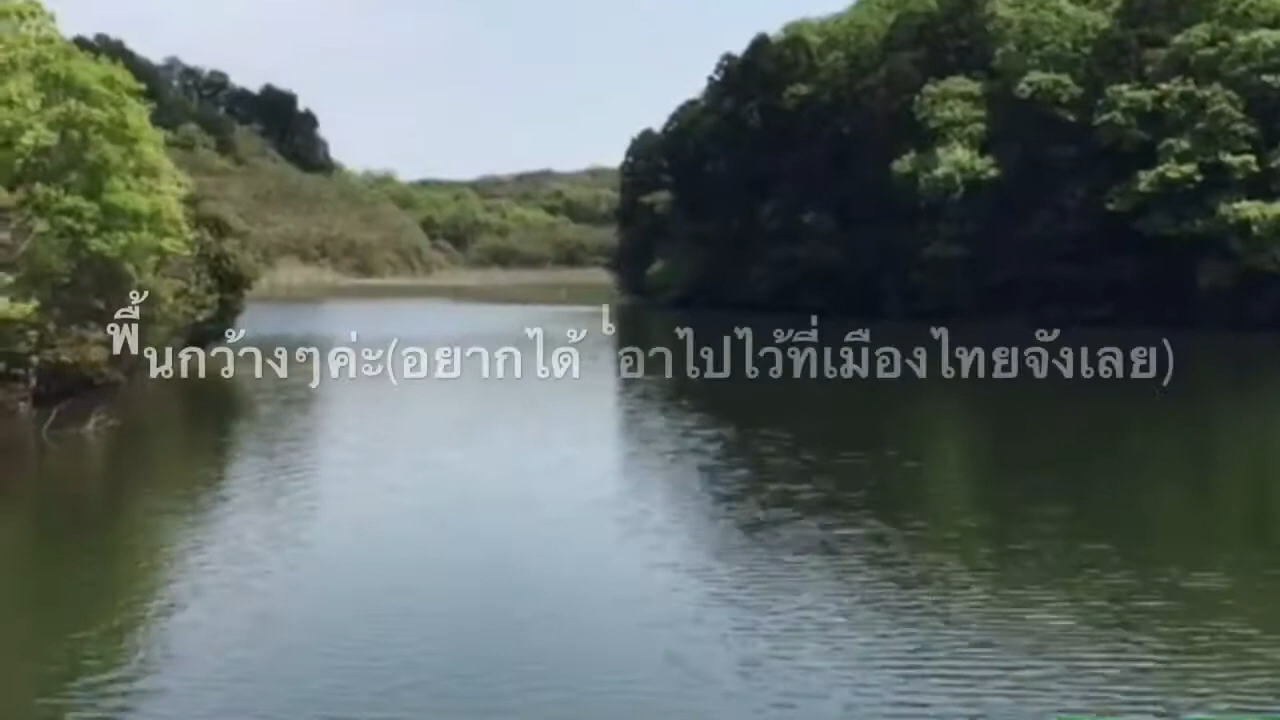 พื้นกว้างๆค่ะ(อยากได้ เอาไปไว้ที่เมืองไทยจังเลย)